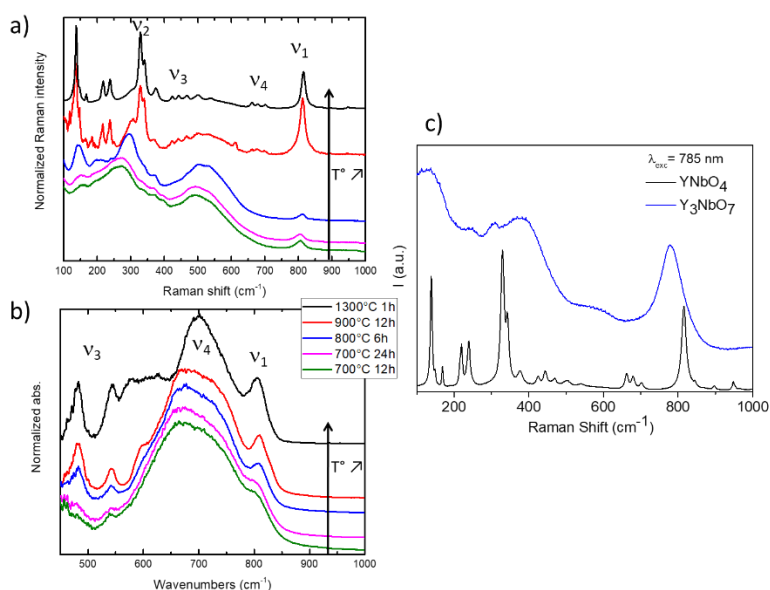 a)
ν₂
ν₃
ν₄
ν₁
T° ↗
Normalized Raman intensity
100 200 300 400 500 600 700 800 900 1000
Raman shift (cm⁻¹)
b)
1300°C 1h
900°C 12h
800°C 6h
700°C 24h
700°C 12h
ν₃
ν₄
ν₁
T° ↗
Normalized abs.
500 600 700 800 900 1000
Wavenumbers (cm⁻¹)
c)
λexc= 785 nm
YNbO₄
Y₃NbO₇
I (a.u.)
200 400 600 800 1000
Raman Shift (cm⁻¹)